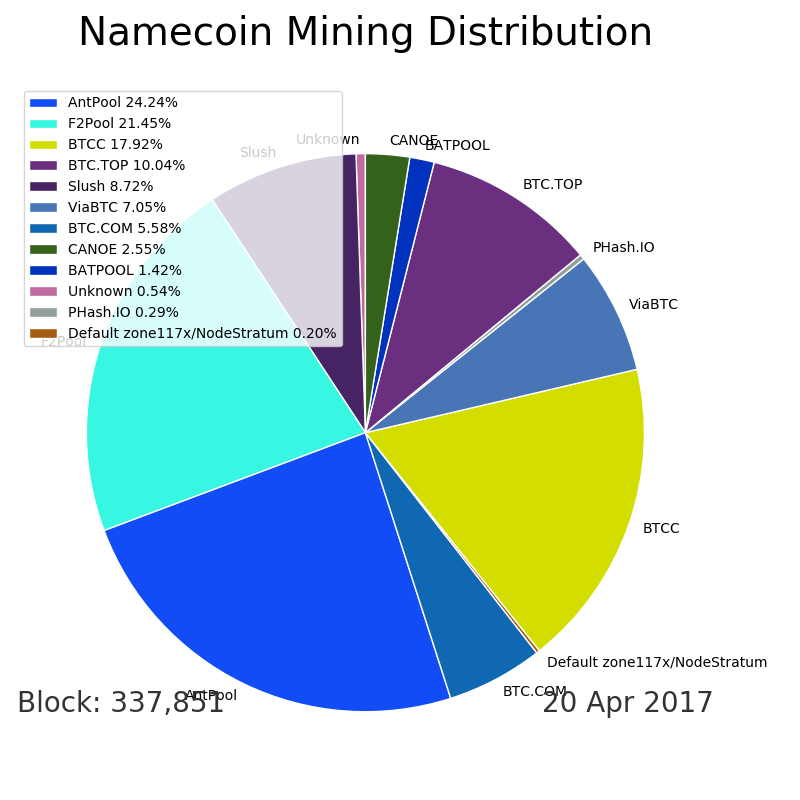 Namecoin Mining Distribution
AntPool 24.24%
F2Pool 21.45%
BTCC 17.92%
BTC.TOP 10.04%
Slush 8.72%
ViaBTC 7.05%
BTC.COM 5.58%
CANOE 2.55%
BATPOOL 1.42%
Unknown 0.54%
PHash.IO 0.29%
Default zone117x/NodeStratum 0.20%
Unknown
CANOE
BATPOOL
Slush
BTC.TOP
PHash.IO
ViaBTC
F2Pool
BTCC
Default zone117x/NodeStratum
BTC.COM
AntPool
Block: 337,851
20 Apr 2017